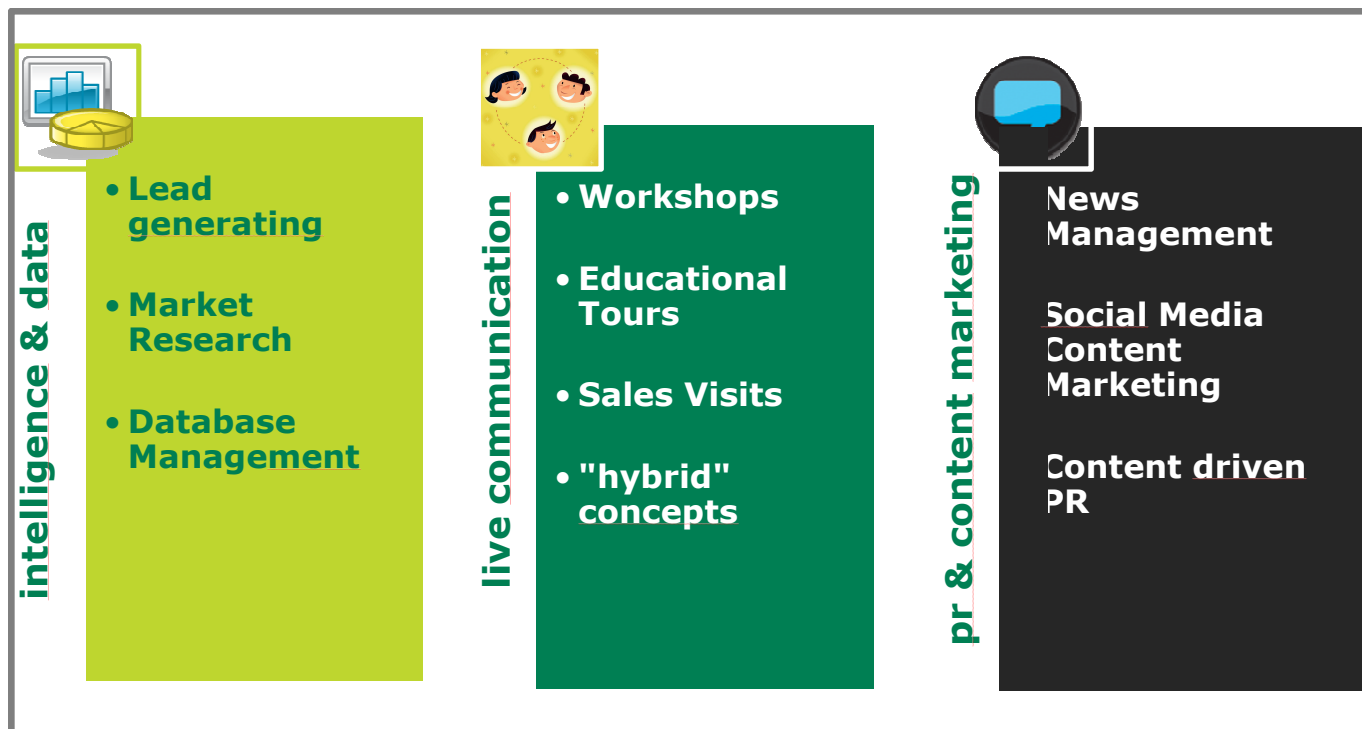 intelligence & data
• Lead
generating
• Market
Research
• Database
Management
live communication
• Workshops
• Educational
Tours
• Sales Visits
• "hybrid"
concepts
pr & content marketing
News
Management
Social Media
Content
Marketing
Content driven
PR